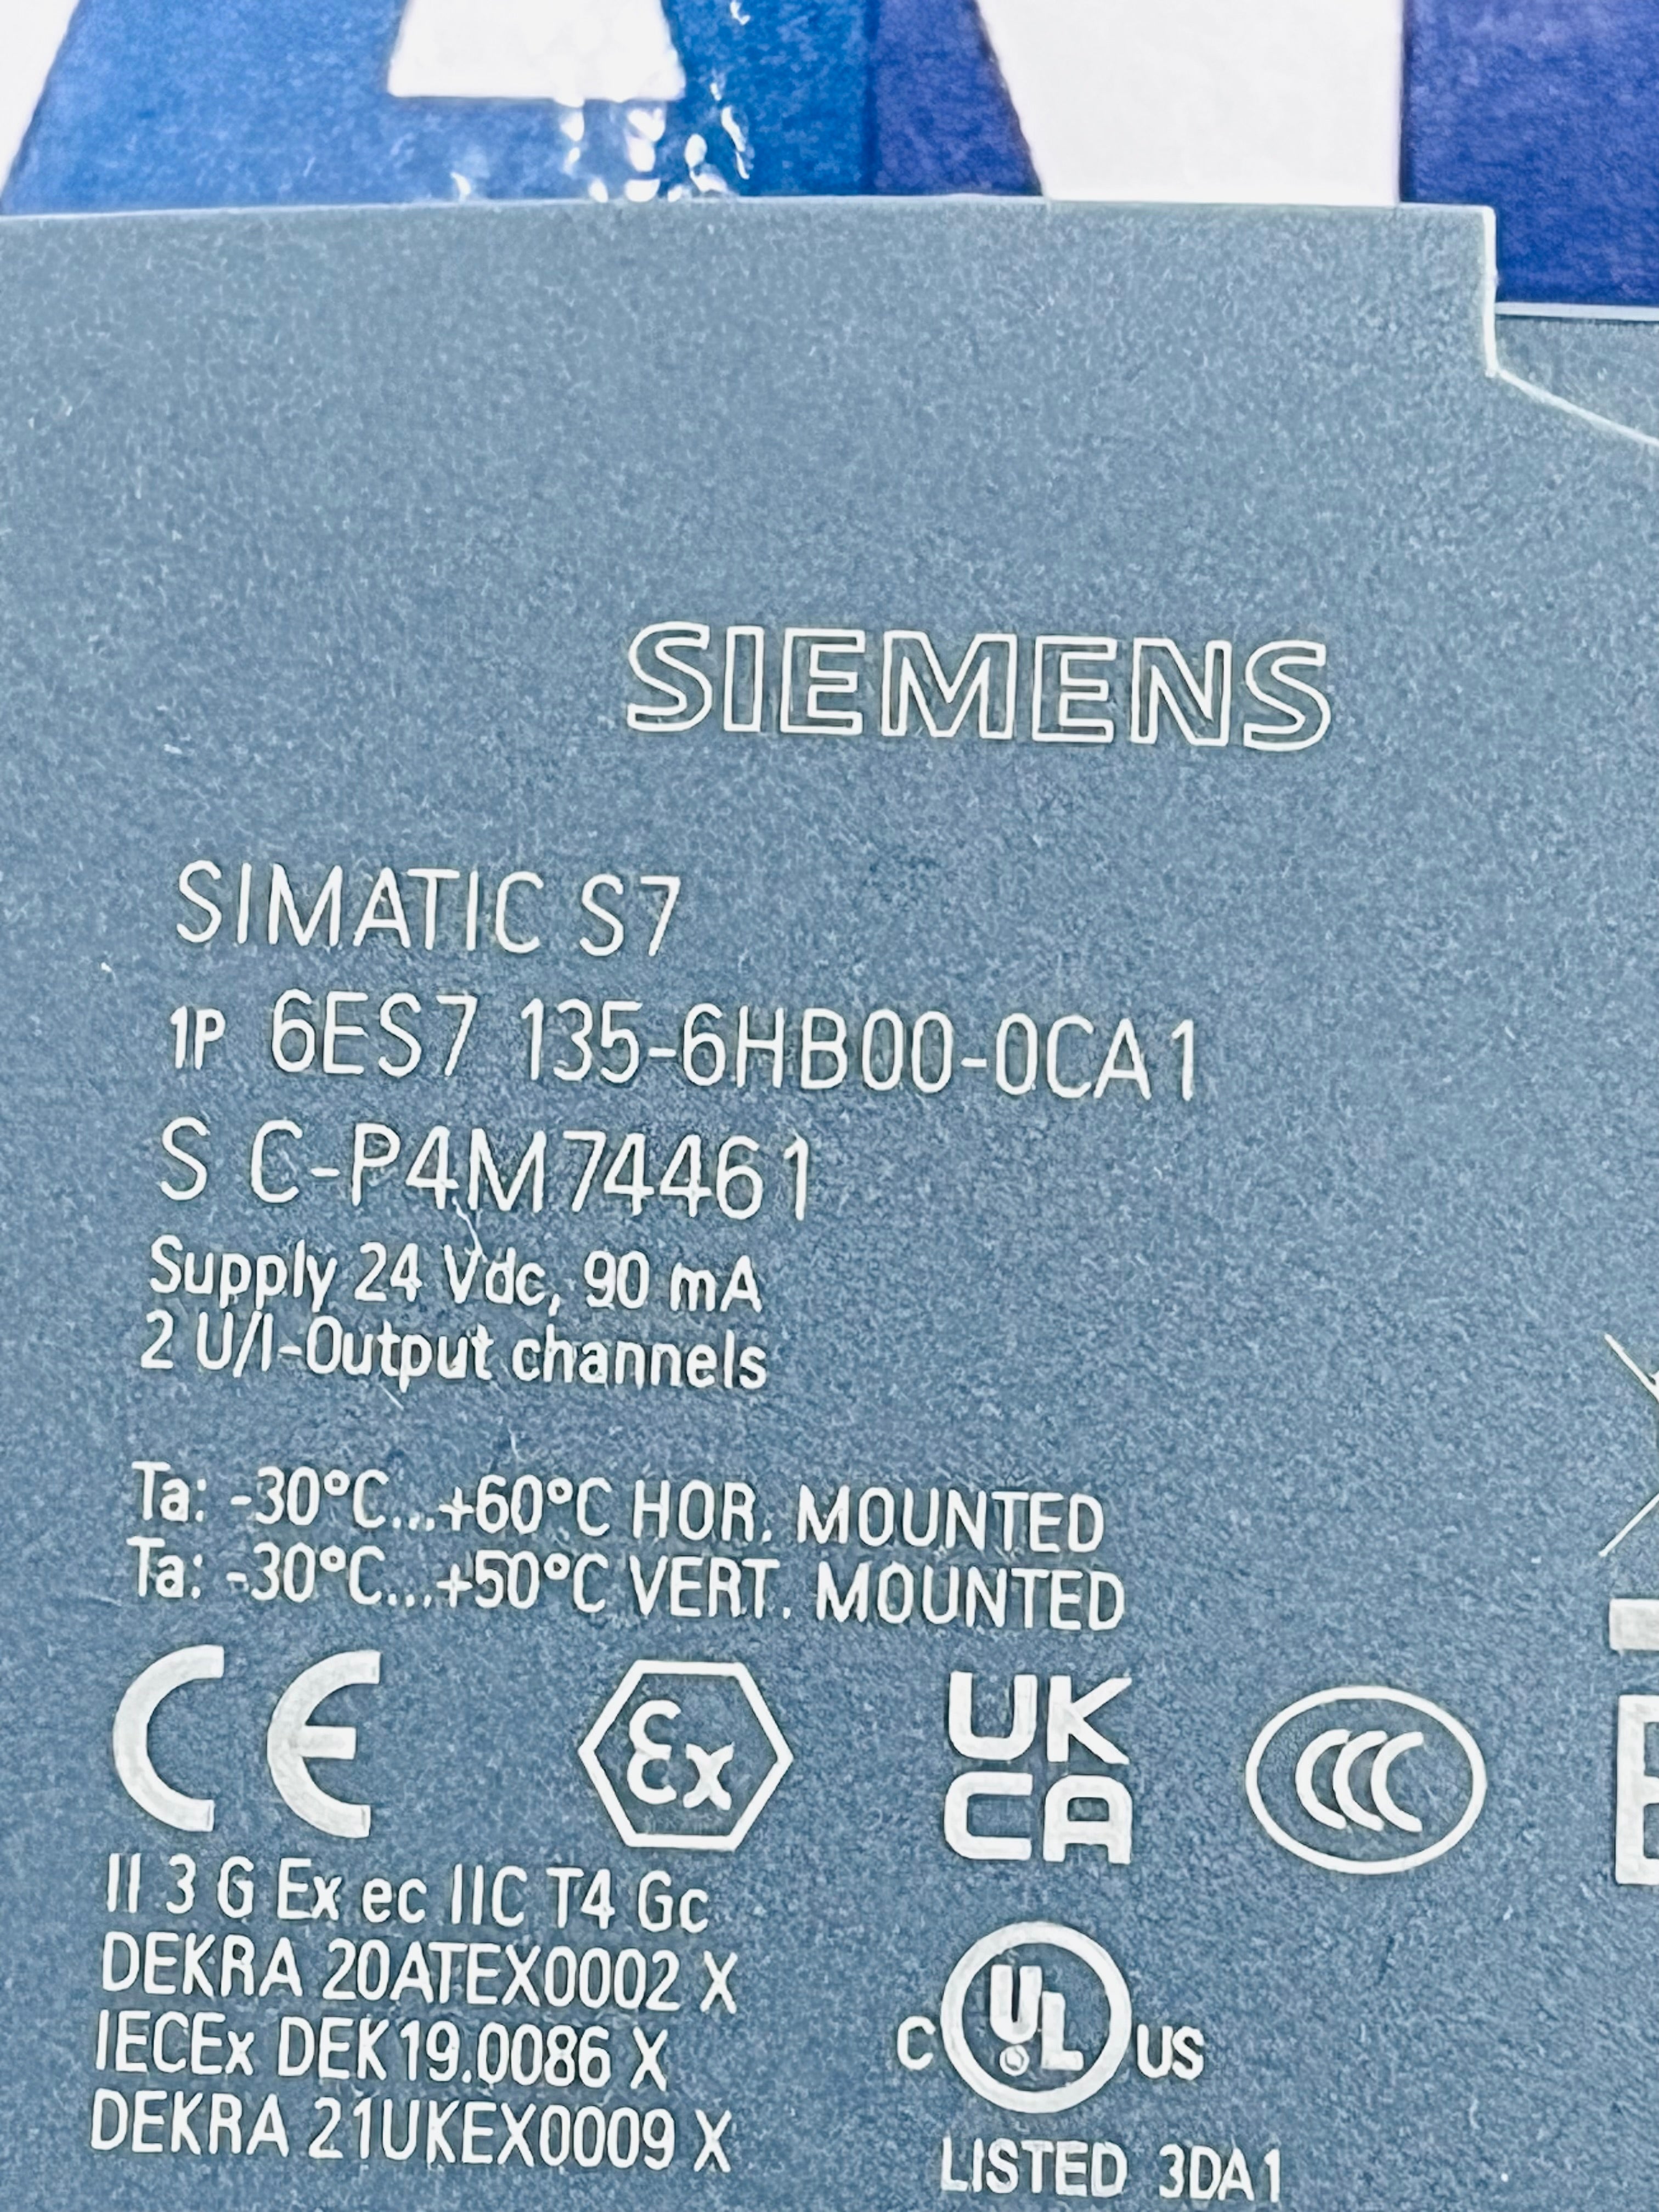 SIEMENS
SIMATIC S7
1P 6ES7 135-6HB00-0CA1
S C-P4M74461
Supply 24 Vdc, 90 mA
2 U/I-Output channels
Ta: -30°C...+60°C HOR. MOUNTED
Ta: -30°C...+50°C VERT. MOUNTED
CE Ex UK CA CCC
II 3 G Ex ec IIC T4 Gc
DEKRA 20ATEX0002 X
IECEx DEK19.0086 X
DEKRA 21UKEX0009 X
C UL US
LISTED 3DA1